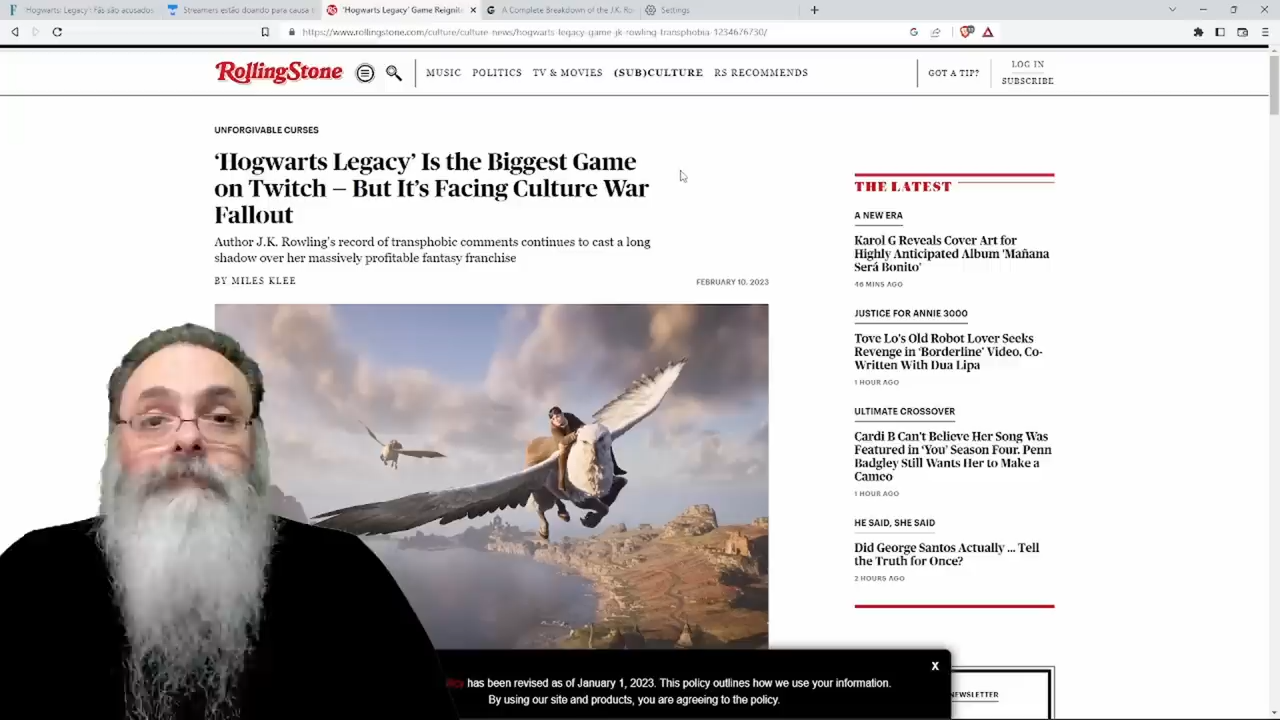 'Hogwarts Legacy': Fãs são acusados
Streamers estão doando para causa
'Hogwarts Legacy' Game Reignit
A Complete Breakdown of the J.K. Ro
Settings
https://www.rollingstone.com/culture/culture-news/hogwarts-legacy-game-jk-rowling-transphobia-1234676730/
RollingStone
MUSIC POLITICS TV & MOVIES (SUB)CULTURE RS RECOMMENDS
GOT A TIP?
LOG IN
SUBSCRIBE
UNFORGIVABLE CURSES
‘Hogwarts Legacy’ Is the Biggest Game
on Twitch – But It’s Facing Culture War
Fallout
Author J.K. Rowling's record of transphobic comments continues to cast a long
shadow over her massively profitable fantasy franchise
BY MILES KLEE
FEBRUARY 10, 2023
THE LATEST
A NEW ERA
Karol G Reveals Cover Art for
Highly Anticipated Album 'Mañana
Será Bonito'
46 MINS AGO
JUSTICE FOR ANNIE 3000
Tove Lo's Old Robot Lover Seeks
Revenge in 'Borderline' Video, Co-
Written With Dua Lipa
1 HOUR AGO
ULTIMATE CROSSOVER
Cardi B Can't Believe Her Song Was
Featured in 'You' Season Four. Penn
Badgley Still Wants Her to Make a
Cameo
1 HOUR AGO
HE SAID, SHE SAID
Did George Santos Actually ... Tell
the Truth for Once?
2 HOURS AGO
has been revised as of January 1, 2023. This policy outlines how we use your information.
By using our site and products, you are agreeing to the policy.
X
NEWSLETTER